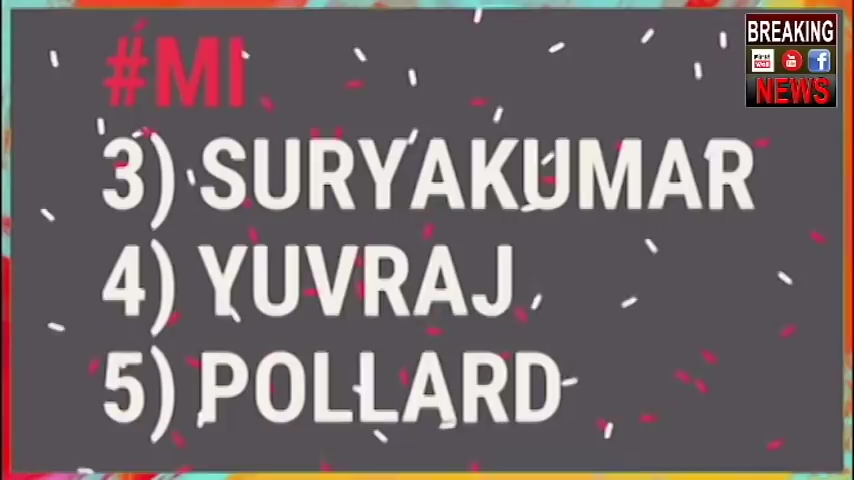 #MI
3) SURYAKUMAR
4) YUVRAJ
5) POLLARD
BREAKING
NEWS